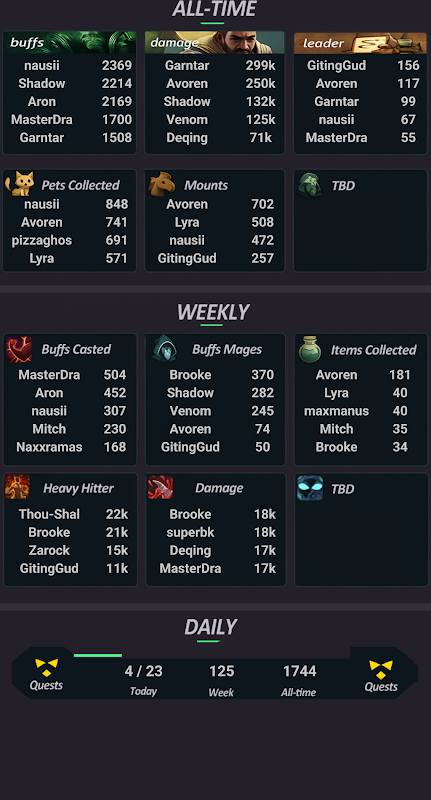 ALL-TIME
buffs
nausii 2369
Shadow 2214
Aron 2169
MasterDra 1700
Garntar 1508
damage
Garntar 299k
Avoren 250k
Shadow 132k
Venom 125k
Deqing 71k
leader
GitingGud 156
Avoren 117
Garntar 99
nausii 67
MasterDra 55
Pets Collected
nausii 848
Avoren 741
pizzaghos 691
Lyra 571
Mounts
Avoren 702
Lyra 508
nausii 472
GitingGud 257
TBD
WEEKLY
Buffs Casted
MasterDra 504
Aron 452
nausii 307
Mitch 230
Naxxramas 168
Buffs Mages
Brooke 370
Shadow 282
Venom 245
Avoren 74
GitingGud 50
Items Collected
Avoren 181
Lyra 40
maxmanus 40
Mitch 35
Brooke 34
Heavy Hitter
Thou-Shal 22k
Brooke 21k
Zarock 15k
GitingGud 11k
Damage
Brooke 18k
superbk 18k
Deqing 17k
MasterDra 17k
TBD
DAILY
Quests
4 / 23
Today
125
Week
1744
All-time
Quests